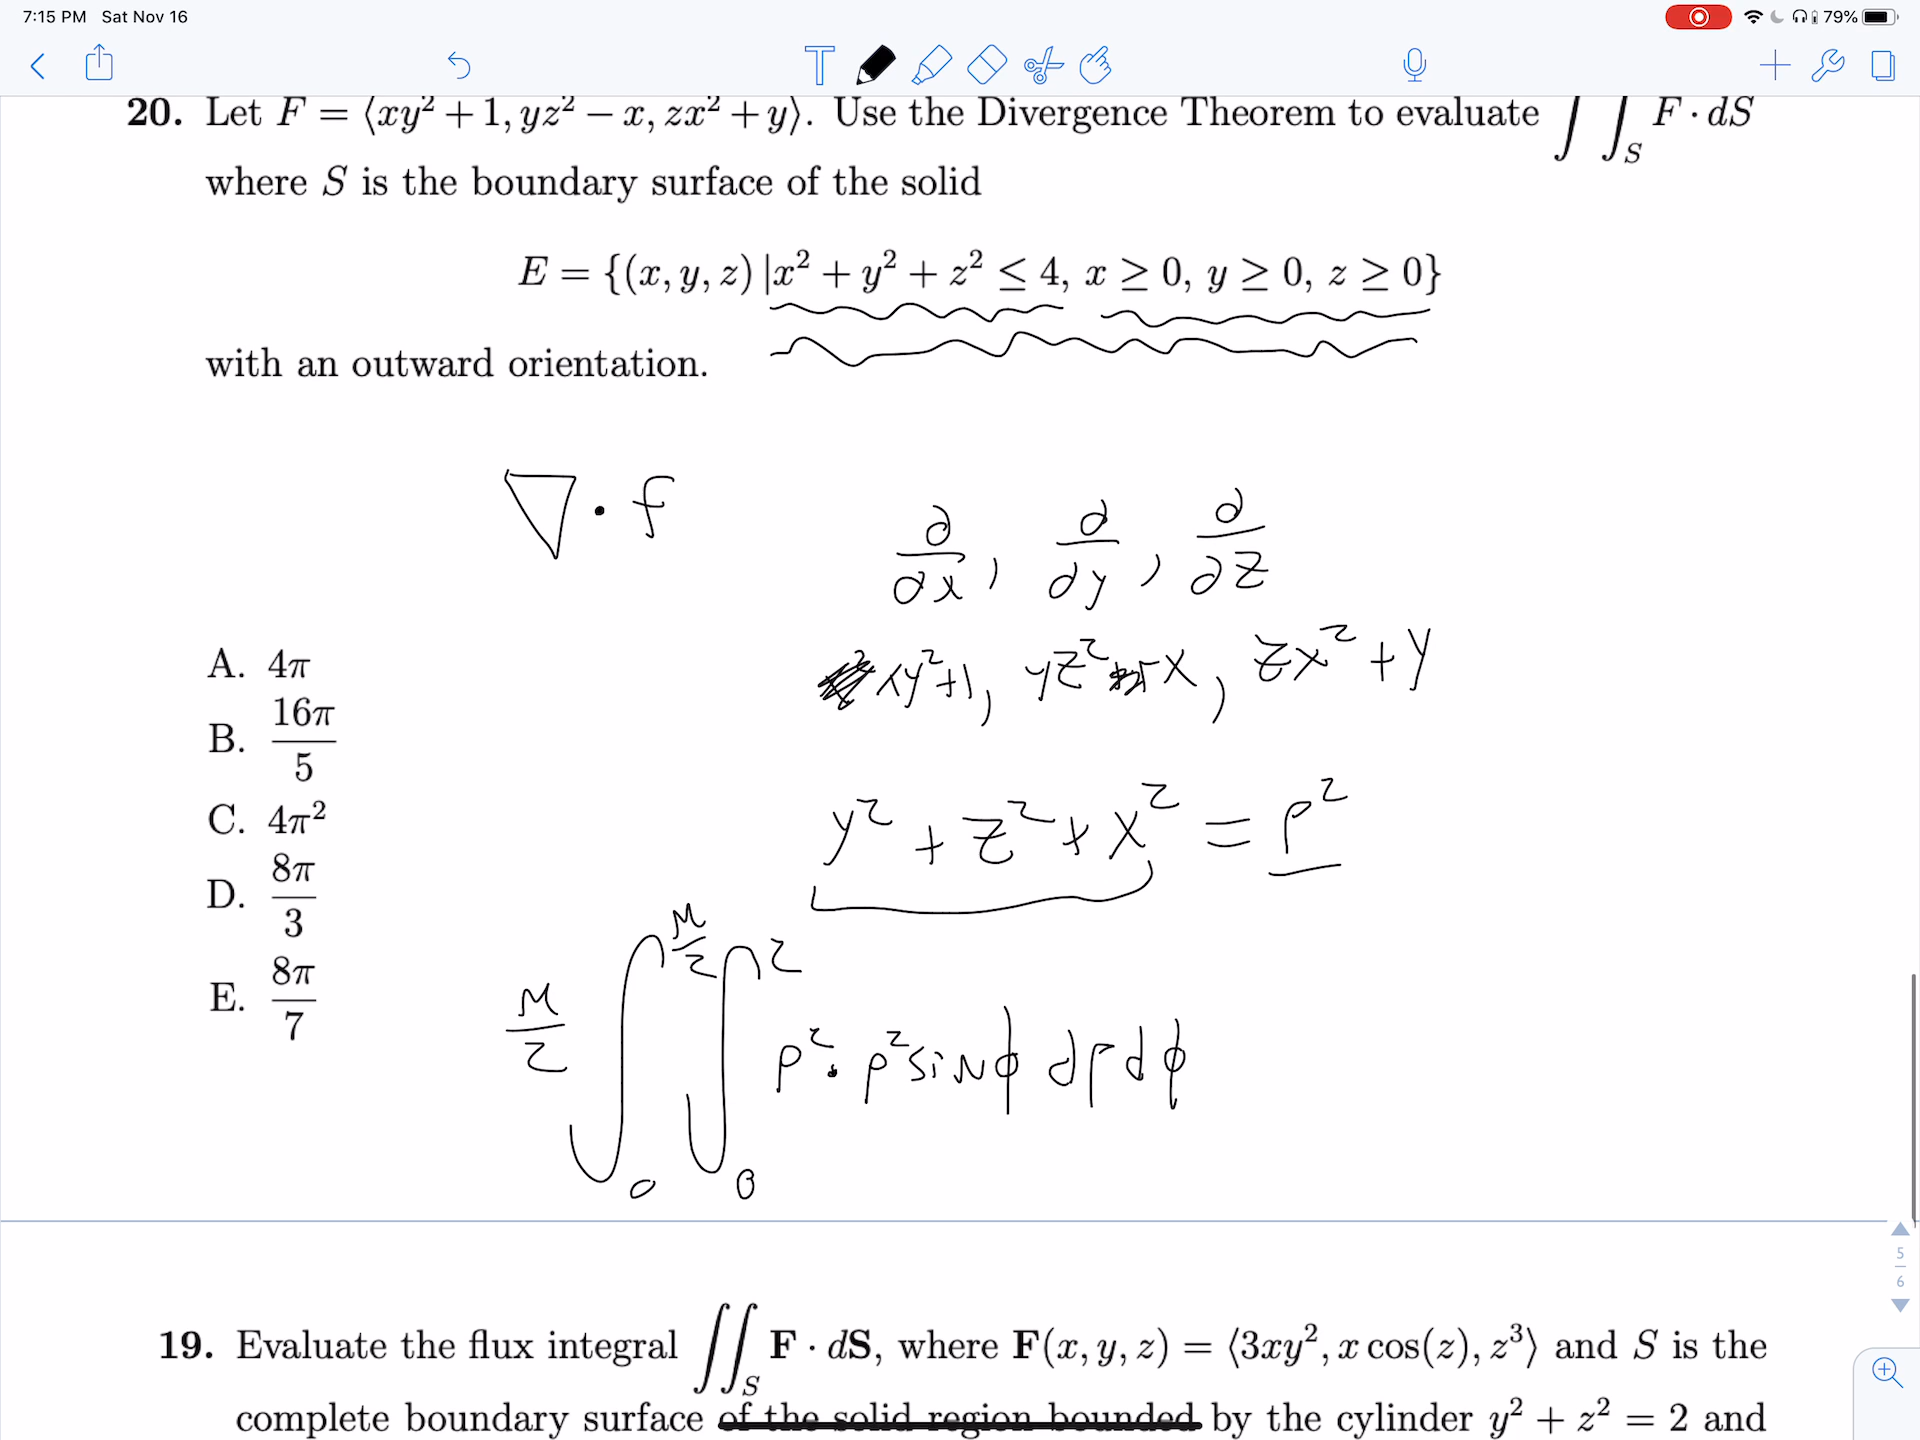 7:15 PM Sat Nov 16
79%
20. Let F = ⟨xy² + 1, yz² − x, zx² + y⟩. Use the Divergence Theorem to evaluate ∫∫_S F · dS
where S is the boundary surface of the solid
E = {(x, y, z) |x² + y² + z² ≤ 4, x ≥ 0, y ≥ 0, z ≥ 0}
with an outward orientation.
∇ · f
∂/∂x, ∂/∂y, ∂/∂z
xy²+1, yz² - x, zx² + y
y² + z² + x² = ρ²
π/2 ∫_0^{π/2} ∫_0^2 ρ² · ρ² sin φ dρ dφ
A. 4π
B. 16π/5
C. 4π²
D. 8π/3
E. 8π/7
5
6
19. Evaluate the flux integral ∬_S F · dS, where F(x, y, z) = ⟨3xy², x cos(z), z³⟩ and S is the
complete boundary surface of the solid region bounded by the cylinder y² + z² = 2 and